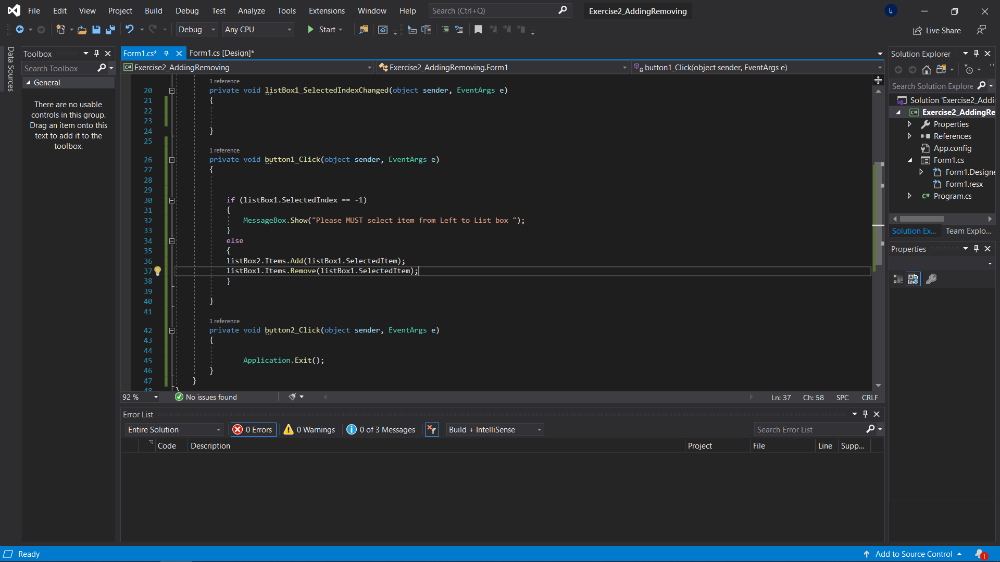 File Edit View Project Build Debug Test Analyze Tools Extensions Window Help Search (Ctrl+Q) Exercise2_AddingRemoving
Debug Any CPU Start Live Share
Data Sources
Toolbox
Search Toolbox
General
There are no usable
controls in this group.
Drag an item onto this
text to add it to the
toolbox.
Form1.cs* Form1.cs [Design]*
Exercise2_AddingRemoving Exercise2_AddingRemoving.Form1 button1_Click(object sender, EventArgs e)
1 reference
20 private void listBox1_SelectedIndexChanged(object sender, EventArgs e)
21 {
22
23
24 }
25
1 reference
26 private void button1_Click(object sender, EventArgs e)
27 {
28
29
30 if (listBox1.SelectedIndex == -1)
31 {
32 MessageBox.Show("Please MUST select item from Left to List box ");
33 }
34 else
35 {
36 listBox2.Items.Add(listBox1.SelectedItem);
37 listBox1.Items.Remove(listBox1.SelectedItem);
38 }
39
40 }
41
1 reference
42 private void button2_Click(object sender, EventArgs e)
43 {
44
45 Application.Exit();
46 }
47 }
48 }
92 % No issues found Ln: 37 Ch: 58 SPC CRLF
Error List
Entire Solution 0 Errors 0 Warnings 0 of 3 Messages Build + IntelliSense Search Error List
Code Description Project File Line Supp...
Solution Explorer
Search Solution Explore
Solution 'Exercise2_Addi
Exercise2_AddingRe
Properties
References
App.config
Form1.cs
Form1.Designe
Form1.resx
C# Program.cs
Solution Ex... Team Explo...
Properties
Ready Add to Source Control 1